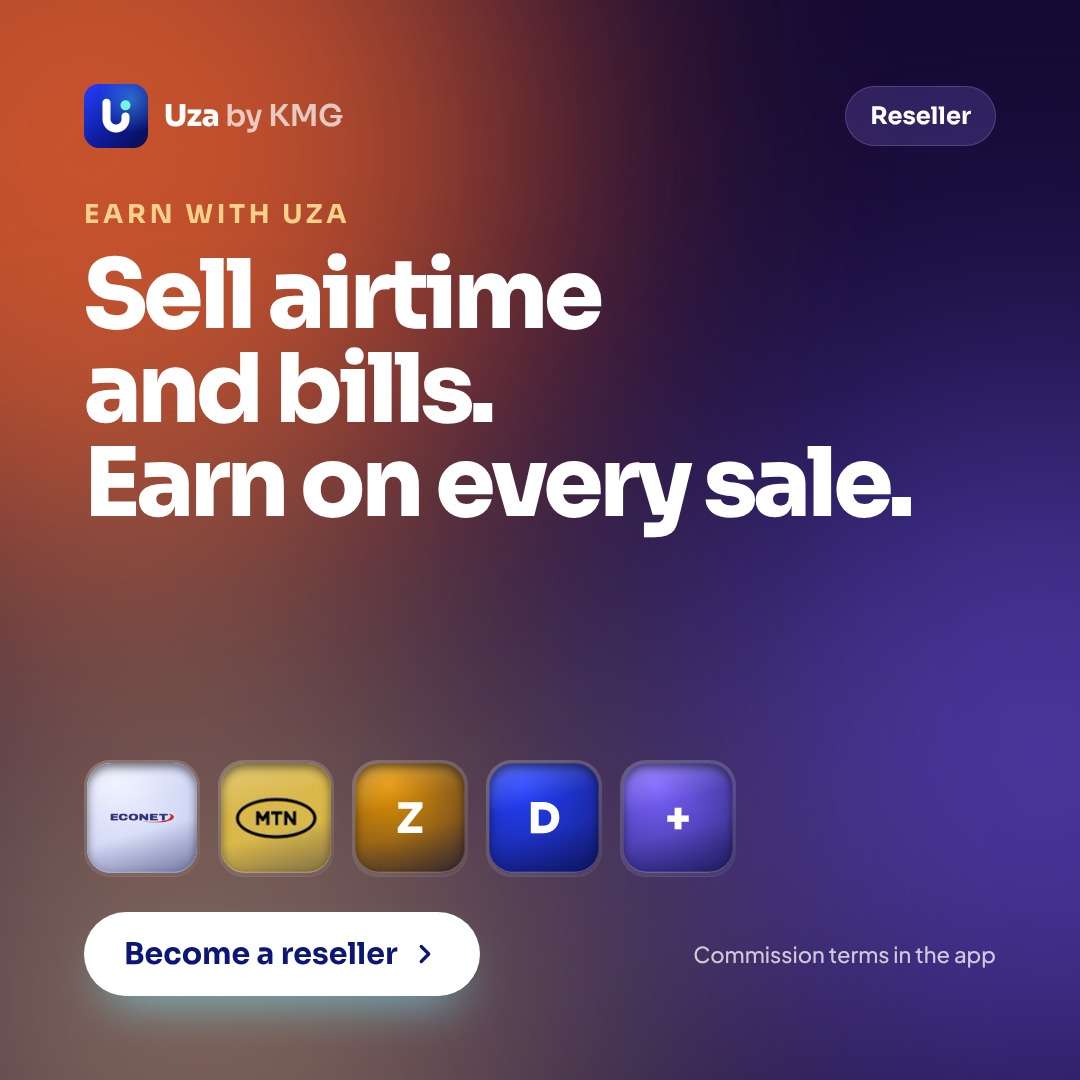 Uza by KMG
Reseller
EARN WITH UZA
Sell airtime
and bills.
Earn on every sale.
ECONET
MTN
Z
D
+
Become a reseller
Commission terms in the app